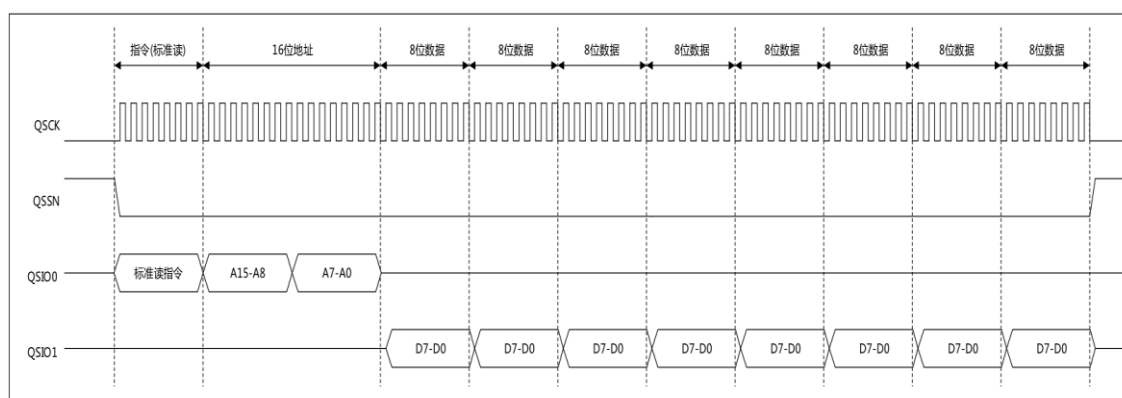 指令(标准读) 16位地址 8位数据 8位数据 8位数据 8位数据 8位数据 8位数据 8位数据 8位数据
QSCK
QSSN
QSIO0 标准读指令 A15-A8 A7-A0
QSIO1 D7-D0 D7-D0 D7-D0 D7-D0 D7-D0 D7-D0 D7-D0 D7-D0